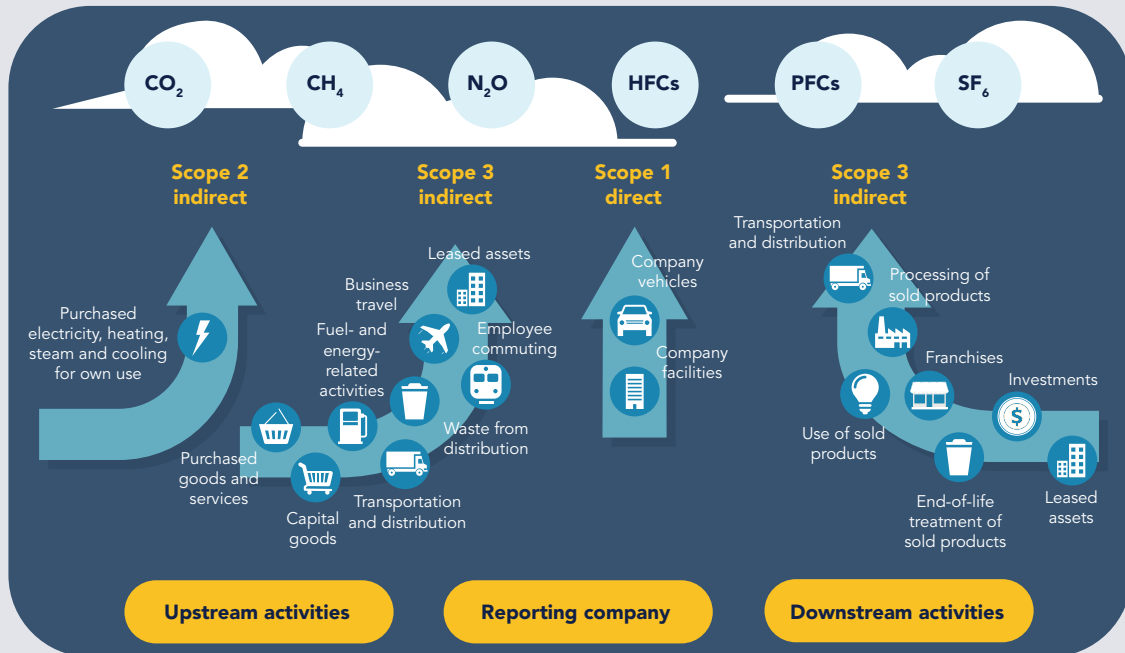 CO₂
CH₄
N₂O
HFCs
PFCs
SF₆
Scope 2
indirect
Scope 3
indirect
Scope 1
direct
Scope 3
indirect
Purchased
electricity, heating,
steam and cooling
for own use
Purchased
goods and
services
Capital
goods
Fuel- and
energy-
related
activities
Transportation
and distribution
Business
travel
Waste from
distribution
Leased assets
Employee
commuting
Company
vehicles
Company
facilities
Transportation
and distribution
Processing of
sold products
Use of sold
products
Franchises
End-of-life
treatment of
sold products
Investments
$
Leased
assets
Upstream activities
Reporting company
Downstream activities